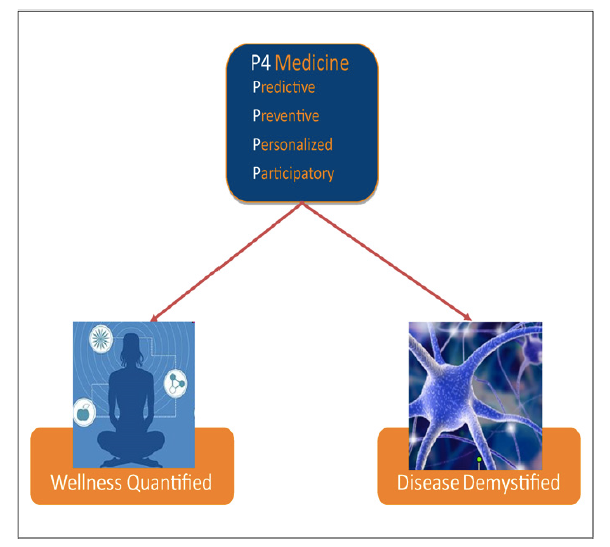 P4 Medicine
Predictive
Preventive
Personalized
Participatory
Wellness Quantified
Disease Demystified